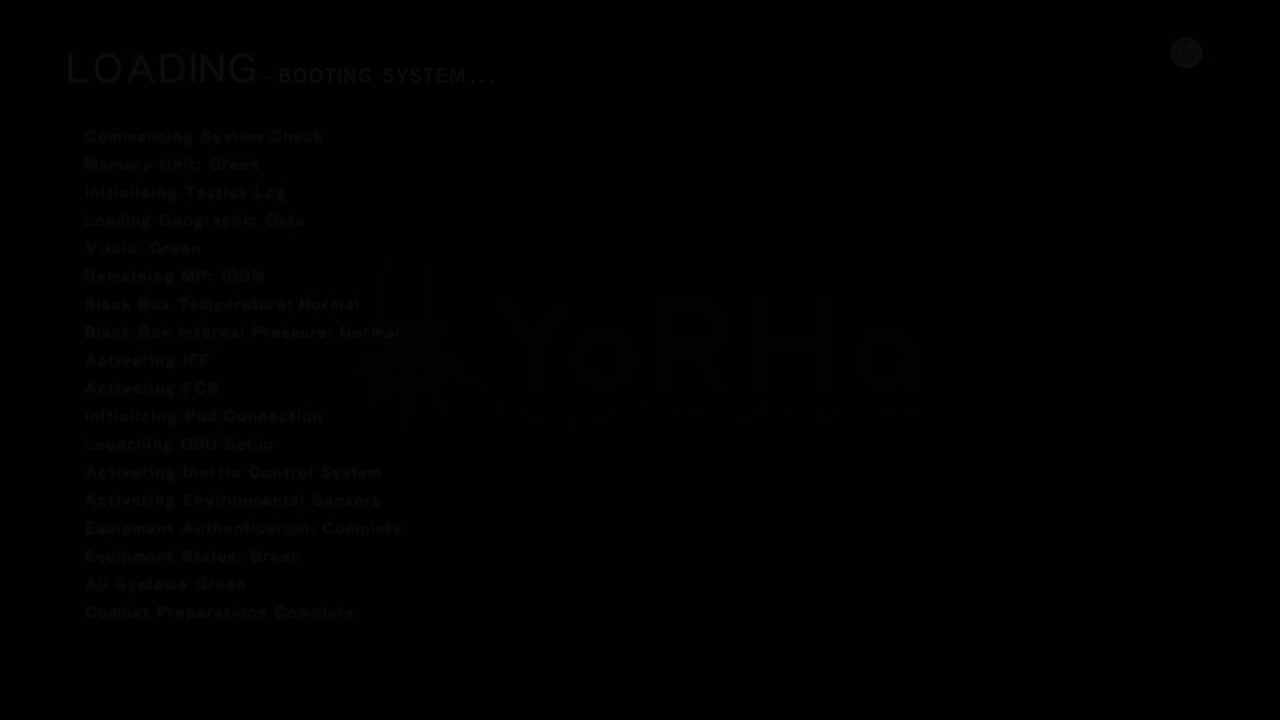 LOADING - BOOTING SYSTEM...
Commencing System Check
Memory Unit: Green
Initializing Tactics Log
Loading Geographic Data
Vitals: Green
Remaining MP: 100%
Black Box Temperature: Normal
Black Box Internal Pressure: Normal
YoRHa
Activating IFF
Activating FCS
Initializing Pod Connection
Launching DBU Setup
Activating Inertia Control System
Activating Environmental Sensors
Equipment Authentication: Complete
Equipment Status: Green
All Systems Green
Combat Preparations Complete